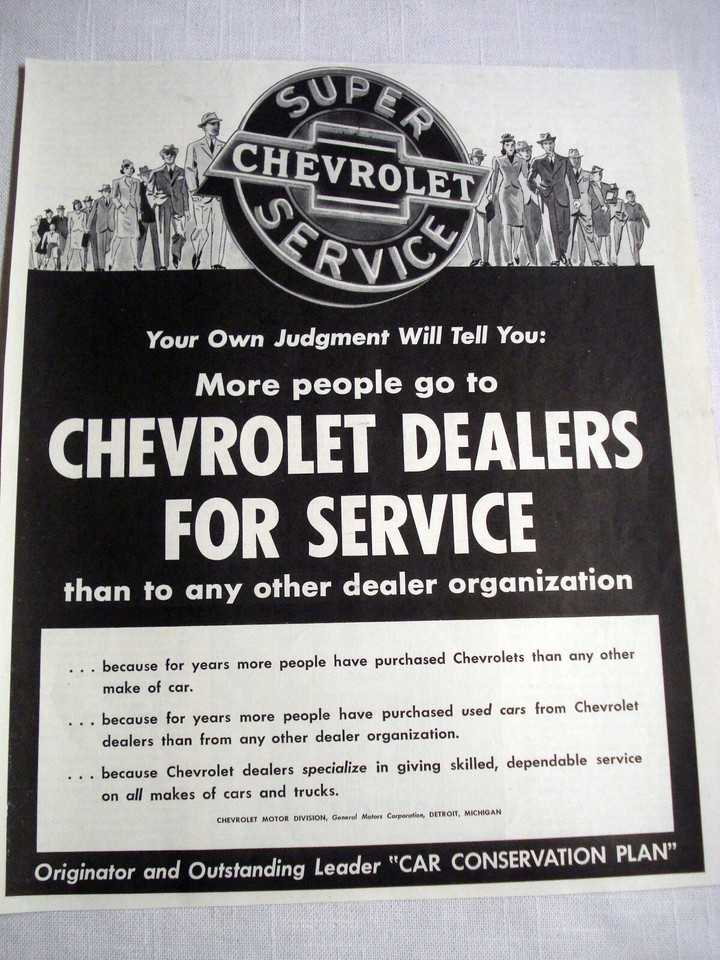 SUPER
CHEVROLET
SERVICE
Your Own Judgment Will Tell You:
More people go to
CHEVROLET DEALERS
FOR SERVICE
than to any other dealer organization
. . . because for years more people have purchased Chevrolets than any other
make of car.
. . . because for years more people have purchased used cars from Chevrolet
dealers than from any other dealer organization.
. . . because Chevrolet dealers specialize in giving skilled, dependable service
on all makes of cars and trucks.
CHEVROLET MOTOR DIVISION, General Motors Corporation, DETROIT, MICHIGAN
Originator and Outstanding Leader "CAR CONSERVATION PLAN"